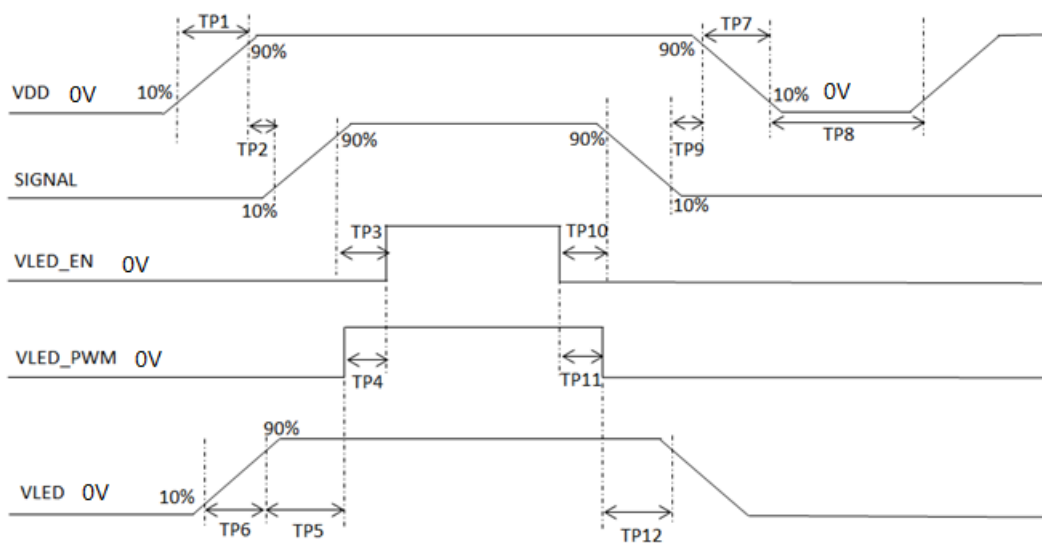 TP1
TP7
90%
90%
VDD 0V
10%
10% 0V
TP2
TP9
TP8
90%
90%
SIGNAL
10%
10%
TP3
TP10
VLED_EN 0V
VLED_PWM 0V
TP4
TP11
90%
VLED 0V
10%
TP6
TP5
TP12